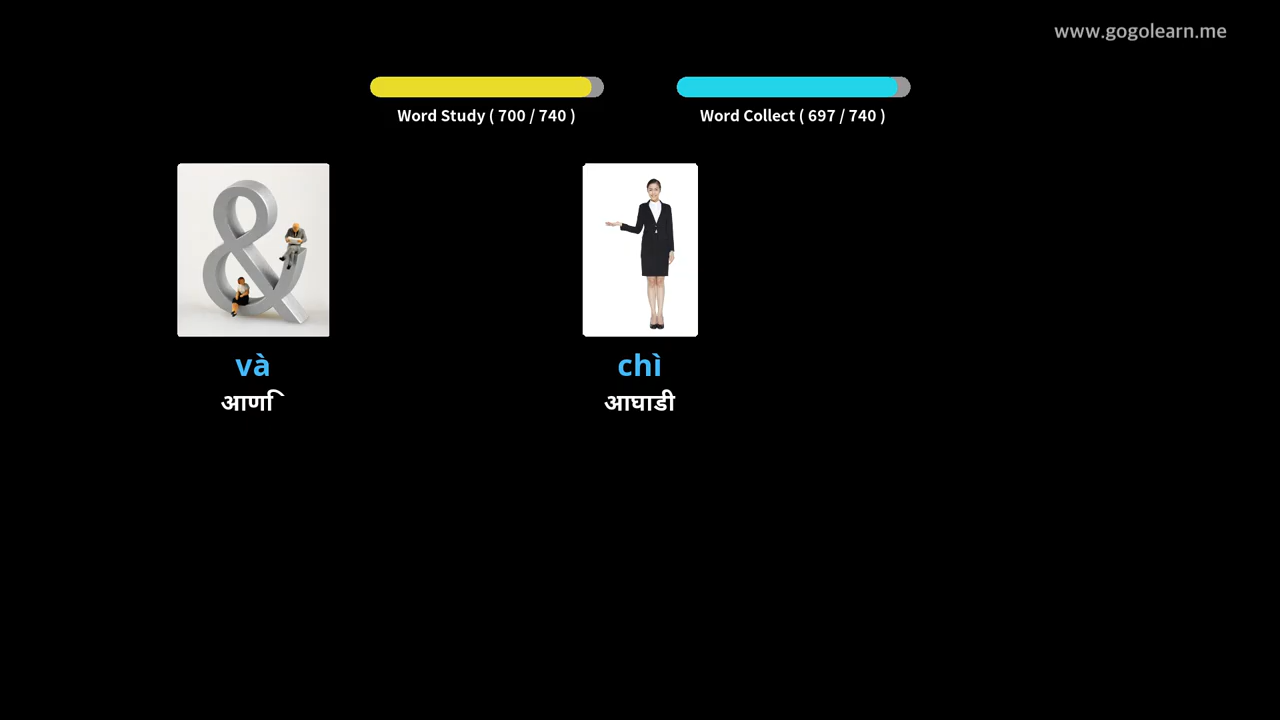 www.gogolearn.me
Word Study ( 700 / 740 )
Word Collect ( 697 / 740 )
&
và
chì
आणि
आघाडी